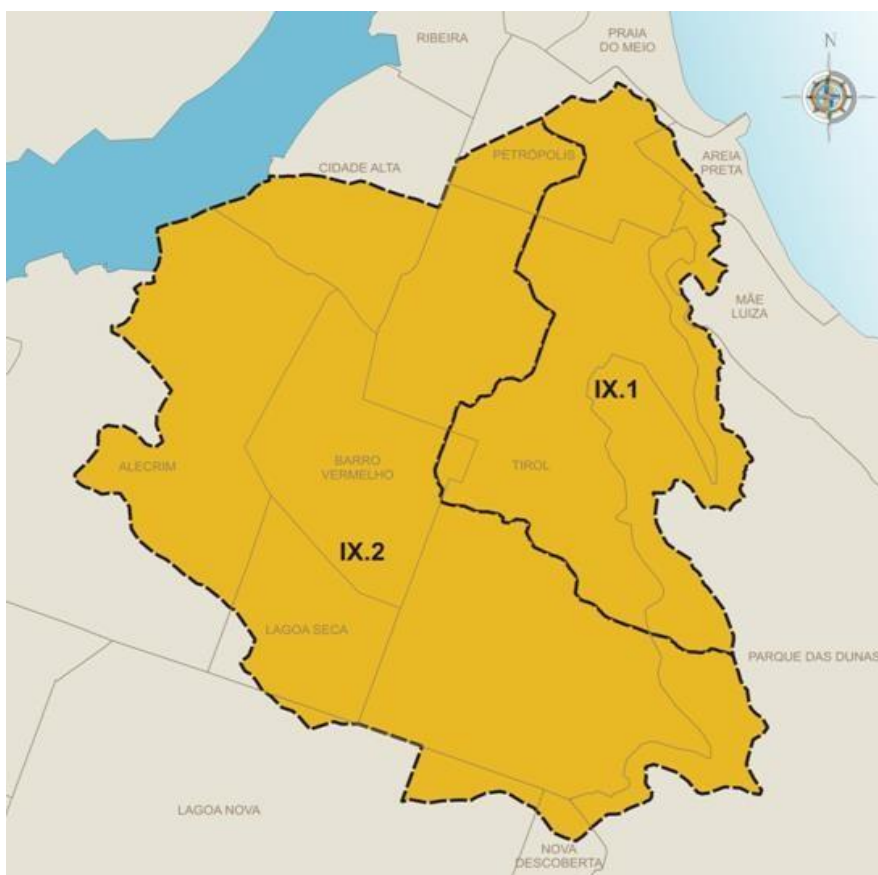 RIBEIRA
PRAIA
DO MEIO
N
PETRÓPOLIS
CIDADE ALTA
AREIA
PRETA
MÃE
LUIZA
IX.1
ALECRIM
BARRO
VERMELHO
TIROL
IX.2
LAGOA SECA
PARQUE DAS DUNAS
LAGOA NOVA
NOVA
DESCOBERTA